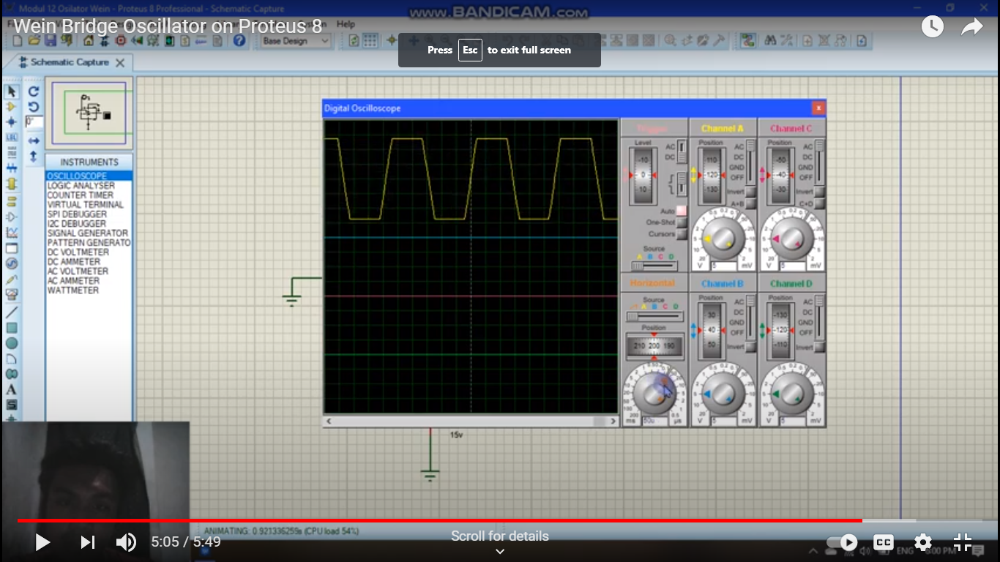 Modul 12 Osilator Wein - Proteus 8 Professional - Schematic Capture
www.BANDICAM.com
Wein Bridge Oscillator on Proteus 8
Help
Press Esc to exit full screen
Base Design
Schematic Capture
INSTRUMENTS
OSCILLOSCOPE
LOGIC ANALYSER
COUNTER TIMER
VIRTUAL TERMINAL
SPI DEBUGGER
I2C DEBUGGER
SIGNAL GENERATOR
PATTERN GENERATO
DC VOLTMETER
DC AMMETER
AC VOLTMETER
AC AMMETER
WATTMETER
LBL
A
S
Digital Oscilloscope
x
Trigger
Level
AC
DC
-10
0
10
Auto
One-Shot
Cursors
Source
A B C D
Channel A
Position
AC
DC
GND
OFF
Invert
A+B
-110
-120
-130
V 5 mV
Channel C
Position
AC
DC
GND
OFF
Invert
C+D
-50
-40
-30
V 5 mV
Horizontal
Source
A B C D
Position
210 200 190
ms 50u µs
Channel B
Position
AC
DC
GND
OFF
Invert
30
40
50
V 5 mV
Channel D
Position
AC
DC
GND
OFF
Invert
-130
-120
-110
V 5 mV
15v
ANIMATING: 0.921336259s (CPU load 54%)
5:05 / 5:49
Scroll for details
CC
ENG